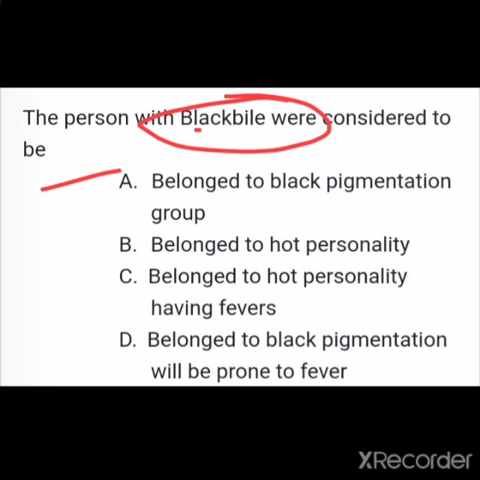 The person with Blackbile were considered to
be
A. Belonged to black pigmentation
group
B. Belonged to hot personality
C. Belonged to hot personality
having fevers
D. Belonged to black pigmentation
will be prone to fever
XRecorder